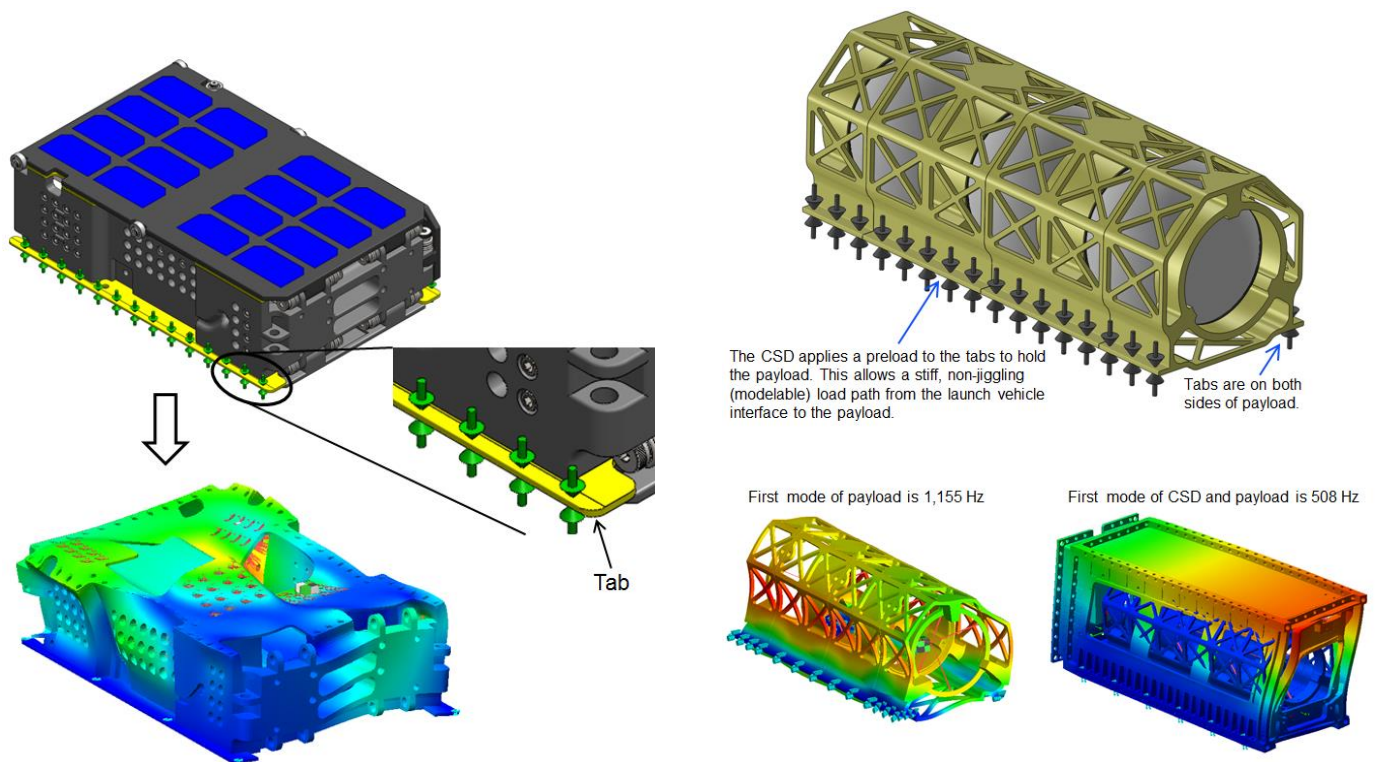 Tab
The CSD applies a preload to the tabs to hold
the payload. This allows a stiff, non-jiggling
(modelable) load path from the launch vehicle
interface to the payload.
Tabs are on both
sides of payload.
First mode of payload is 1,155 Hz
First mode of CSD and payload is 508 Hz